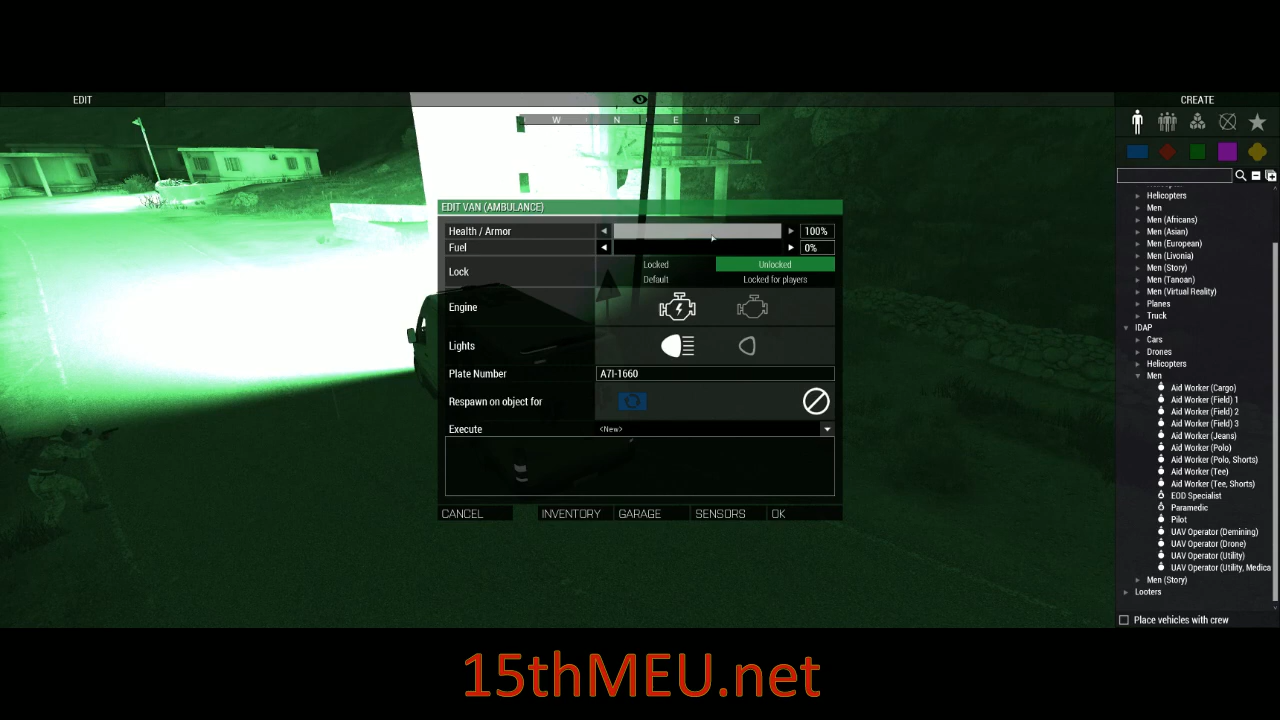 EDIT
CREATE
W N E S
EDIT VAN (AMBULANCE)
Health / Armor 100%
Fuel 0%
Lock Locked Unlocked
Default Locked for players
Engine
Lights
Plate Number A7I-1660
Respawn on object for
Execute <New>
CANCEL INVENTORY GARAGE SENSORS OK
Helicopters
Men
Men (Africans)
Men (Asian)
Men (European)
Men (Livonia)
Men (Story)
Men (Tanoan)
Men (Virtual Reality)
Planes
Truck
IDAP
Cars
Drones
Helicopters
Men
Aid Worker (Cargo)
Aid Worker (Field) 1
Aid Worker (Field) 2
Aid Worker (Field) 3
Aid Worker (Jeans)
Aid Worker (Polo)
Aid Worker (Polo, Shorts)
Aid Worker (Tee)
Aid Worker (Tee, Shorts)
EOD Specialist
Paramedic
Pilot
UAV Operator (Demining)
UAV Operator (Drone)
UAV Operator (Utility)
UAV Operator (Utility, Medica
Men (Story)
Looters
Place vehicles with crew
15thMEU.net